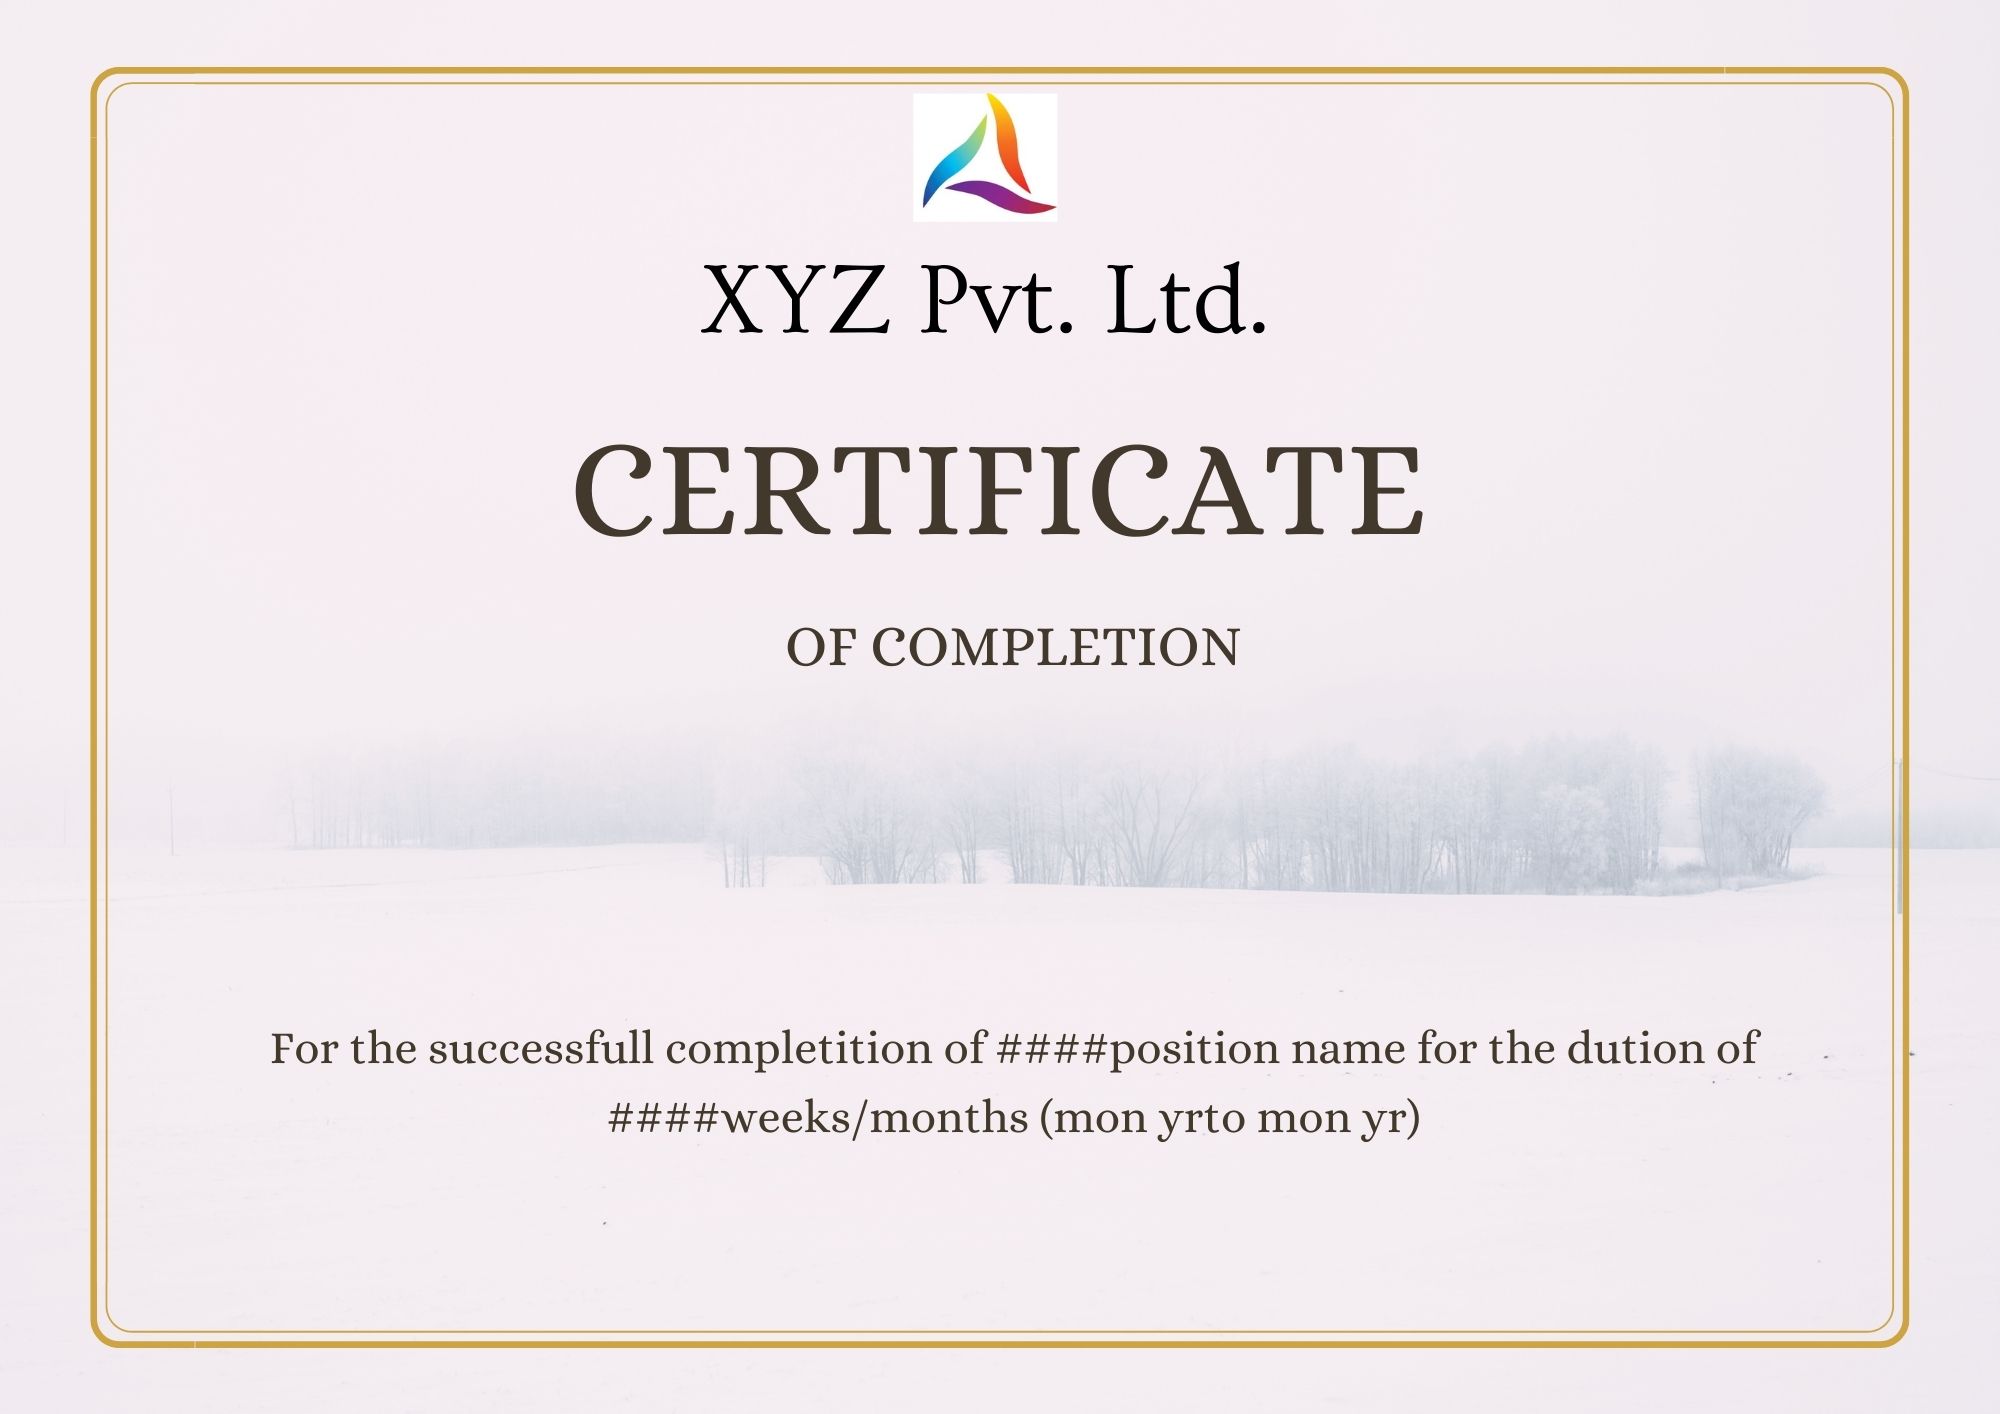 XYZ Pvt. Ltd.
CERTIFICATE
OF COMPLETION
For the successfull completition of ####position name for the dution of
####weeks/months (mon yrto mon yr)